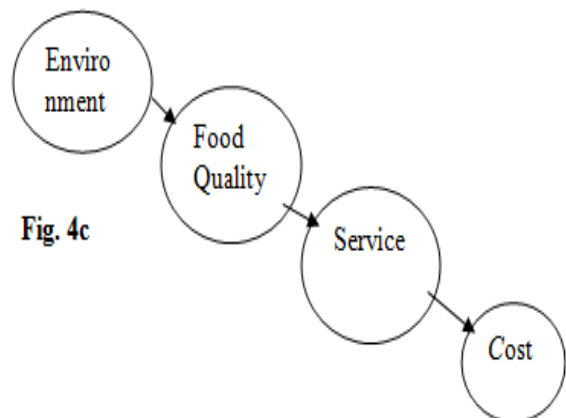 Enviro
nment
Food
Quality
Fig. 4c
Service
Cost